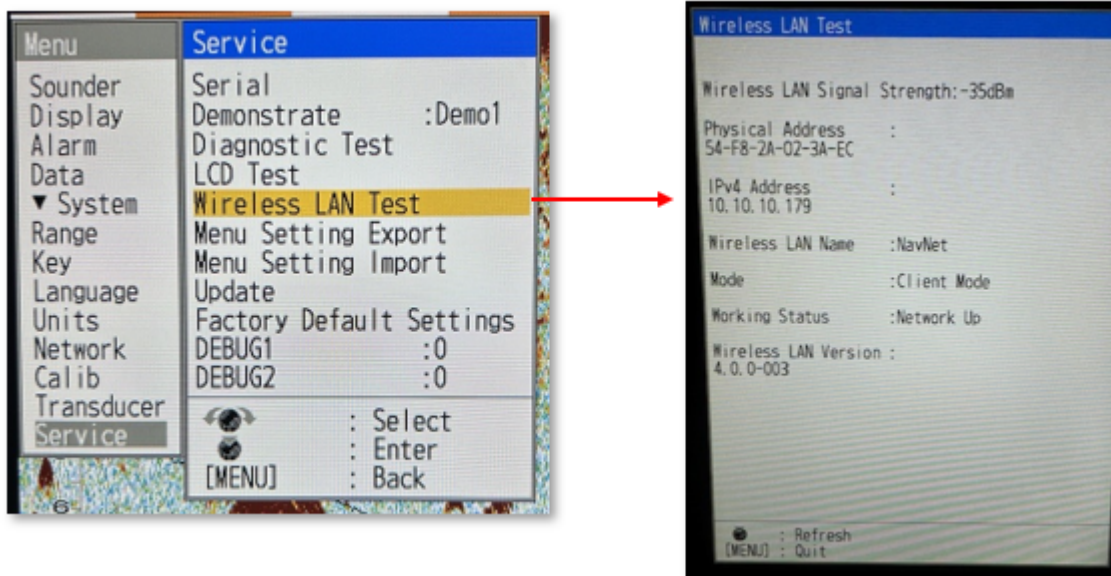 Menu
Sounder
Display
Alarm
Data
▼ System
Range
Key
Language
Units
Network
Calib
Transducer
Service
Service
Serial
Demonstrate :Demo1
Diagnostic Test
LCD Test
Wireless LAN Test
Menu Setting Export
Menu Setting Import
Update
Factory Default Settings
DEBUG1 :0
DEBUG2 :0
: Select
: Enter
[MENU] : Back
6
Wireless LAN Test
Wireless LAN Signal Strength:-35dBm
Physical Address :
54-F8-2A-02-3A-EC
IPv4 Address :
10.10.10.179
Wireless LAN Name :NavNet
Mode :Client Mode
Working Status :Network Up
Wireless LAN Version :
4.0.0-003
: Refresh
[MENU] : Quit